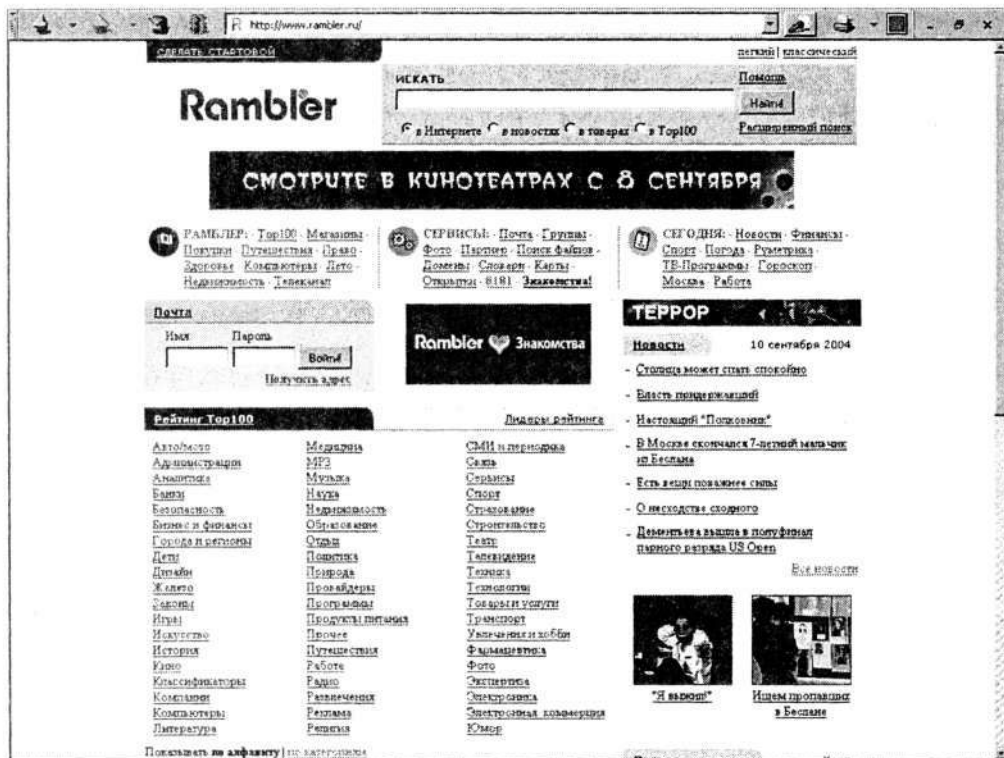 http://www.rambler.ru/
СДЕЛАТЬ СТАРТОВОЙ
легкий | классический
Rambler
ИСКАТЬ
Помощь
Найти!
в Интернете в новостях в товарах в Top100
Расширенный поиск
СМОТРИТЕ В КИНОТЕАТРАХ С 8 СЕНТЯБРЯ
РАМБЛЕР: · Top100 · Магазины ·
Покупки · Путешествия · Право ·
Здоровье · Компьютеры · Лето ·
Недвижимость · Телеканал
СЕРВИСЫ: · Почта · Группы ·
Фото · Партнер · Поиск файлов ·
Домены · Словари · Карты ·
Открытки · 8181 · Знакомства!
СЕГОДНЯ: · Новости · Финансы ·
Спорт · Погода · Руметрика ·
ТВ-Программы · Гороскоп ·
Москва · Работа
Почта
Имя Пароль
Войти!
Получить адрес
Rambler Знакомства
ТЕРРОР
Новости 10 сентября 2004
- Столица может спать спокойно
- Власть придержавший
- Настоящий "Полковник"
- В Москве скончался 7-летний мальчик
из Беслана
- Есть вещи поважнее силы
- О несходстве сходного
- Дементьева вышла в полуфинал
парного разряда US Open
Все новости
"Я выжил!"
Ищем пропавших
в Беслане
Рейтинг Top100 Лидеры рейтинга
Авто/мото
Администрации
Аналитика
Банки
Безопасность
Бизнес и финансы
Города и регионы
Дети
Дизайн
Железо
Законы
Игры
Искусство
История
Кино
Классификаторы
Компании
Компьютеры
Литература
Медицина
MP3
Музыка
Наука
Недвижимость
Образование
Отдых
Политика
Природа
Провайдеры
Программы
Продукты питания
Прочее
Путешествия
Работа
Радио
Развлечения
Реклама
Религия
СМИ и периодика
Связь
Сервисы
Спорт
Страхование
Строительство
Театр
Телевидение
Техника
Технологии
Товары и услуги
Транспорт
Увлечения и хобби
Фармацевтика
Фото
Экспертиза
Электроника
Электронная коммерция
Юмор
Показывать по алфавиту | по категориям